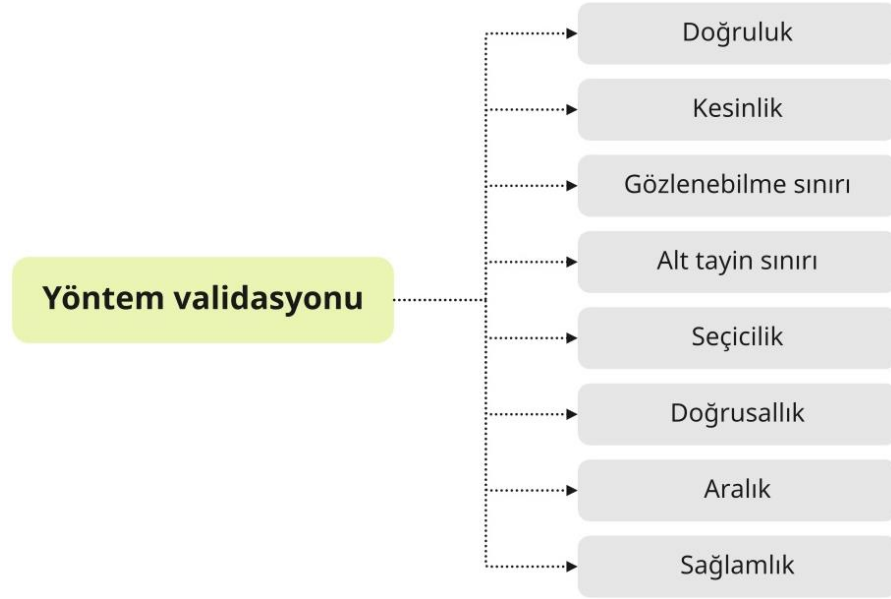 Yöntem validasyonu
Doğruluk
Kesinlik
Gözlenebilme sınırı
Alt tayin sınırı
Seçicilik
Doğrusallık
Aralık
Sağlamlık